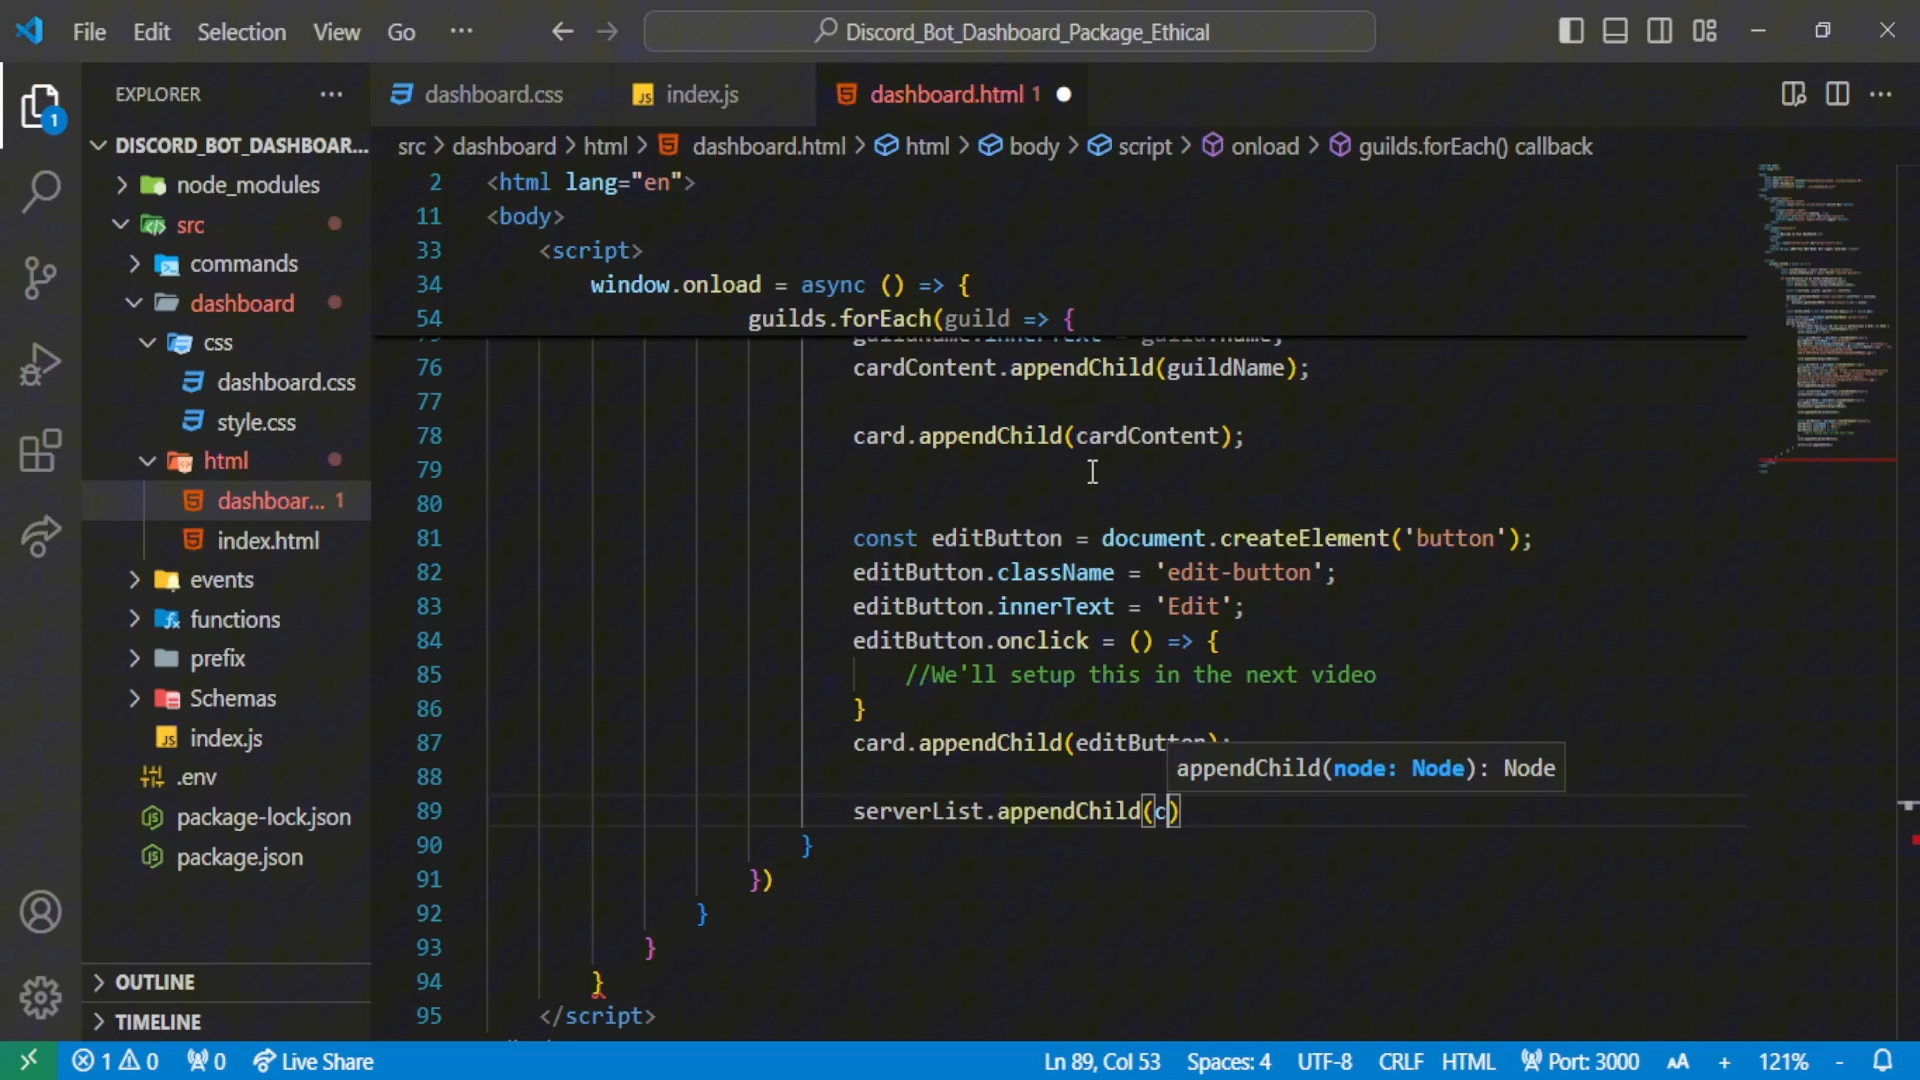 File Edit Selection View Go ··· Discord_Bot_Dashboard_Package_Ethical
EXPLORER ···
dashboard.css index.js dashboard.html 1
1
DISCORD_BOT_DASHBOAR...
src > dashboard > html > dashboard.html > html > body > script > onload > guilds.forEach() callback
node_modules
src
commands
dashboard
css
dashboard.css
style.css
html
dashboar... 1
index.html
events
functions
prefix
Schemas
index.js
.env
package-lock.json
package.json
OUTLINE
TIMELINE
2 <html lang="en">
11 <body>
33 <script>
34 window.onload = async () => {
54 guilds.forEach(guild => {
76 cardContent.appendChild(guildName);
77
78 card.appendChild(cardContent);
79
80
81 const editButton = document.createElement('button');
82 editButton.className = 'edit-button';
83 editButton.innerText = 'Edit';
84 editButton.onclick = () => {
85 //We'll setup this in the next video
86 }
87 card.appendChild(editButton);
appendChild(node: Node): Node
88
89 serverList.appendChild(c)
90 }
91 })
92 }
93 }
94 }
95 </script>
1 0 0 Live Share Ln 89, Col 53 Spaces: 4 UTF-8 CRLF HTML Port: 3000 AA + 121% -